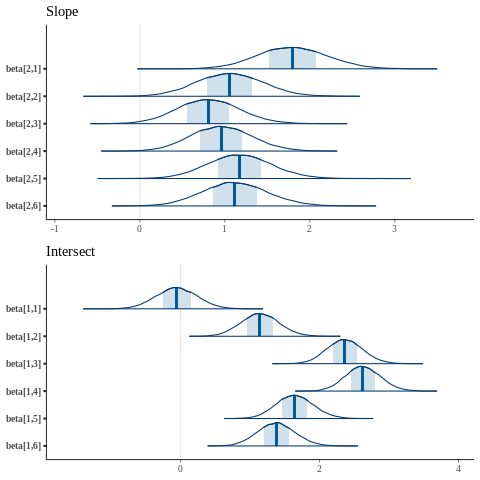 Slope
beta[2,1]
beta[2,2]
beta[2,3]
beta[2,4]
beta[2,5]
beta[2,6]
-1 0 1 2 3
Intersect
beta[1,1]
beta[1,2]
beta[1,3]
beta[1,4]
beta[1,5]
beta[1,6]
0 2 4